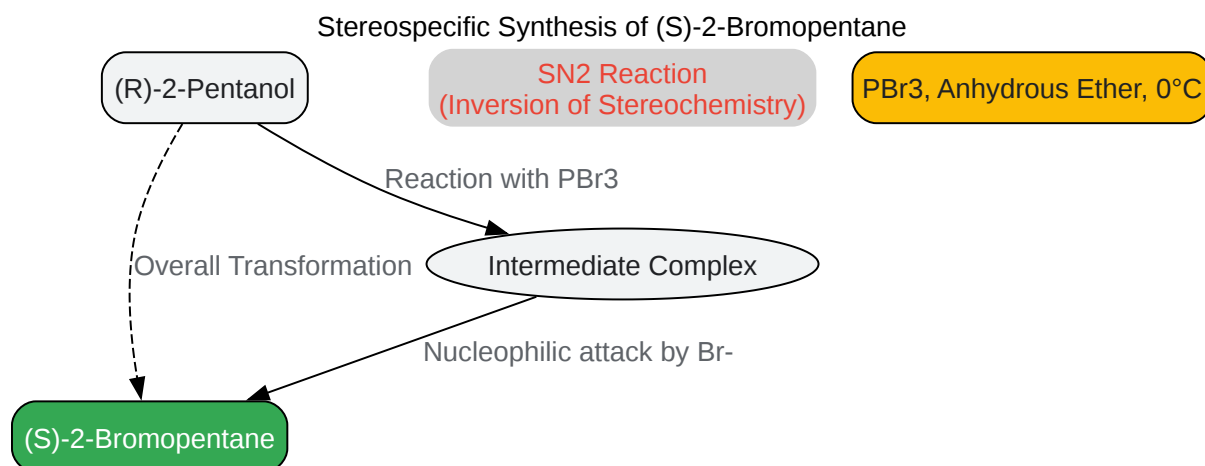 Stereospecific Synthesis of (S)-2-Bromopentane
(R)-2-Pentanol
SN2 Reaction
(Inversion of Stereochemistry)
PBr3, Anhydrous Ether, 0°C
Reaction with PBr3
Overall Transformation
Intermediate Complex
Nucleophilic attack by Br-
(S)-2-Bromopentane